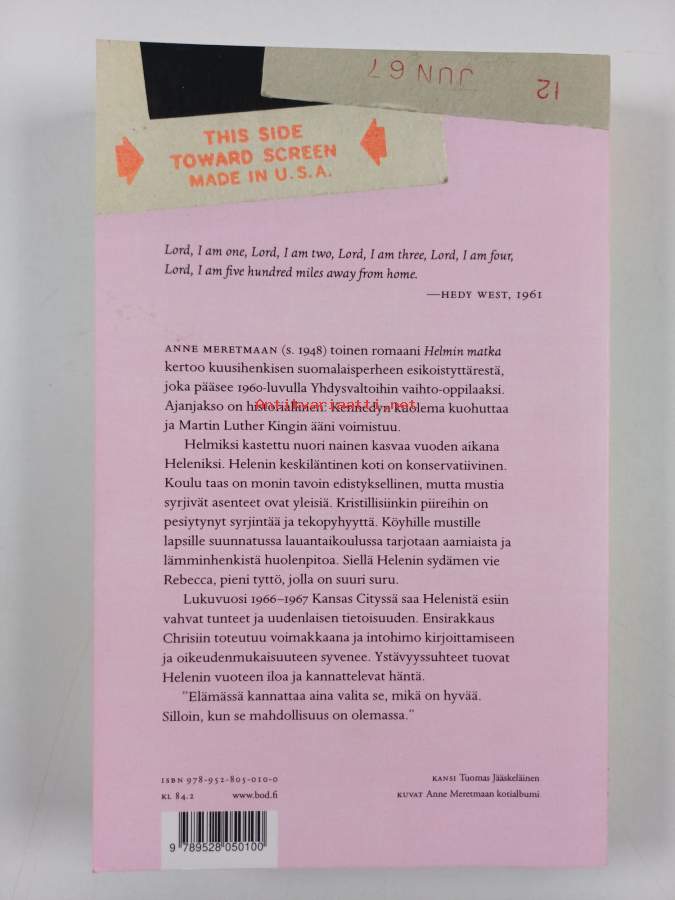 12 JUN 67
THIS SIDE
TOWARD SCREEN
MADE IN U.S.A.
Lord, I am one, Lord, I am two, Lord, I am three, Lord, I am four,
Lord, I am five hundred miles away from home.
—HEDY WEST, 1961
ANNE MERETMAAN (S. 1948) toinen romaani Helmin matka
kertoo kuusihenkisen suomalaisperheen esikoistyttärestä,
joka pääsee 1960-luvulla Yhdysvaltoihin vaihto-oppilaaksi.
Ajanjakso on historiallinen. Kennedyn kuolema kuohuttaa
Antikvariaatti.net
ja Martin Luther Kingin ääni voimistuu.
Helmiksi kastettu nuori nainen kasvaa vuoden aikana
Heleniksi. Helenin keskiläntinen koti on konservatiivinen.
Koulu taas on monin tavoin edistyksellinen, mutta mustia
syrjivät asenteet ovat yleisiä. Kristillisiinkin piireihin on
pesiytynyt syrjintää ja tekopyhyyttä. Köyhille mustille
lapsille suunnatussa lauantaikoulussa tarjotaan aamiaista ja
lämminhenkistä huolenpitoa. Siellä Helenin sydämen vie
Rebecca, pieni tyttö, jolla on suuri suru.
Lukuvuosi 1966–1967 Kansas Cityssä saa Helenistä esiin
vahvat tunteet ja uudenlaisen tietoisuuden. Ensirakkaus
Chrisiin toteutuu voimakkaana ja intohimo kirjoittamiseen
ja oikeudenmukaisuuteen syvenee. Ystävyyssuhteet tuovat
Helenin vuoteen iloa ja kannattelevat häntä.
”Elämässä kannattaa aina valita se, mikä on hyvää.
Silloin, kun se mahdollisuus on olemassa.”
ISBN 978-952-805-010-0
KL 84.2 www.bod.fi
KANSI Tuomas Jääskeläinen
KUVAT Anne Meretmaan kotialbumi
9 789528 050100